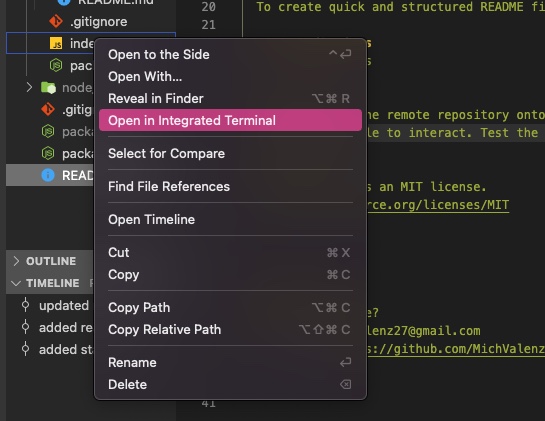 README.md
.gitignore
JS inde
pac
node_
.gitig
packa
packa
READ
OUTLINE
TIMELINE
updated
added re
added sta
Open to the Side ^⏎
Open With...
Reveal in Finder ⌥⌘ R
Open in Integrated Terminal
Select for Compare
Find File References
Open Timeline
Cut ⌘ X
Copy ⌘ C
Copy Path ⌥⌘ C
Copy Relative Path ⌥⇧⌘ C
Rename ⏎
Delete ⌫
20 To create quick and structured README fi
21
s
s
ne remote repository onto
le to interact. Test the
s an MIT license.
rce.org/licenses/MIT
e?
lenz27@gmail.com
s://github.com/MichValenz
41